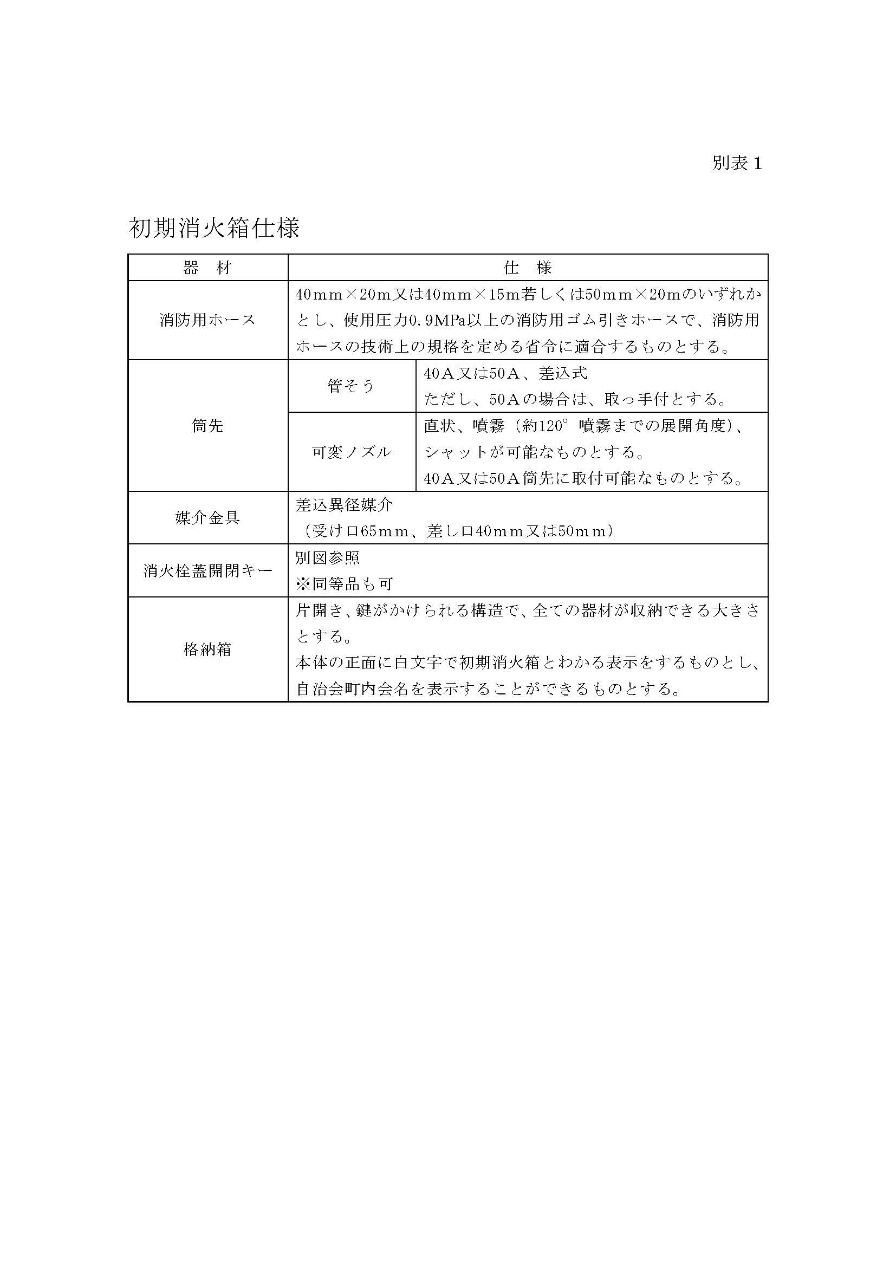 別表1
初期消火箱仕様
器　材
仕　様
消防用ホース
40mm×20m又は40mm×15m若しくは50mm×20mのいずれか
とし、使用圧力0.9MPa以上の消防用ゴム引きホースで、消防用
ホースの技術上の規格を定める省令に適合するものとする。
筒先
管そう
40A又は50A、差込式
ただし、50Aの場合は、取っ手付とする。
可変ノズル
直状、噴霧（約120°噴霧までの展開角度）、
シャットが可能なものとする。
40A又は50A筒先に取付可能なものとする。
媒介金具
差込異径媒介
（受け口65mm、差し口40mm又は50mm）
消火栓蓋開閉キー
別図参照
※同等品も可
格納箱
片開き、鍵がかけられる構造で、全ての器材が収納できる大きさ
とする。
本体の正面に白文字で初期消火箱とわかる表示をするものとし、
自治会町内会名を表示することができるものとする。